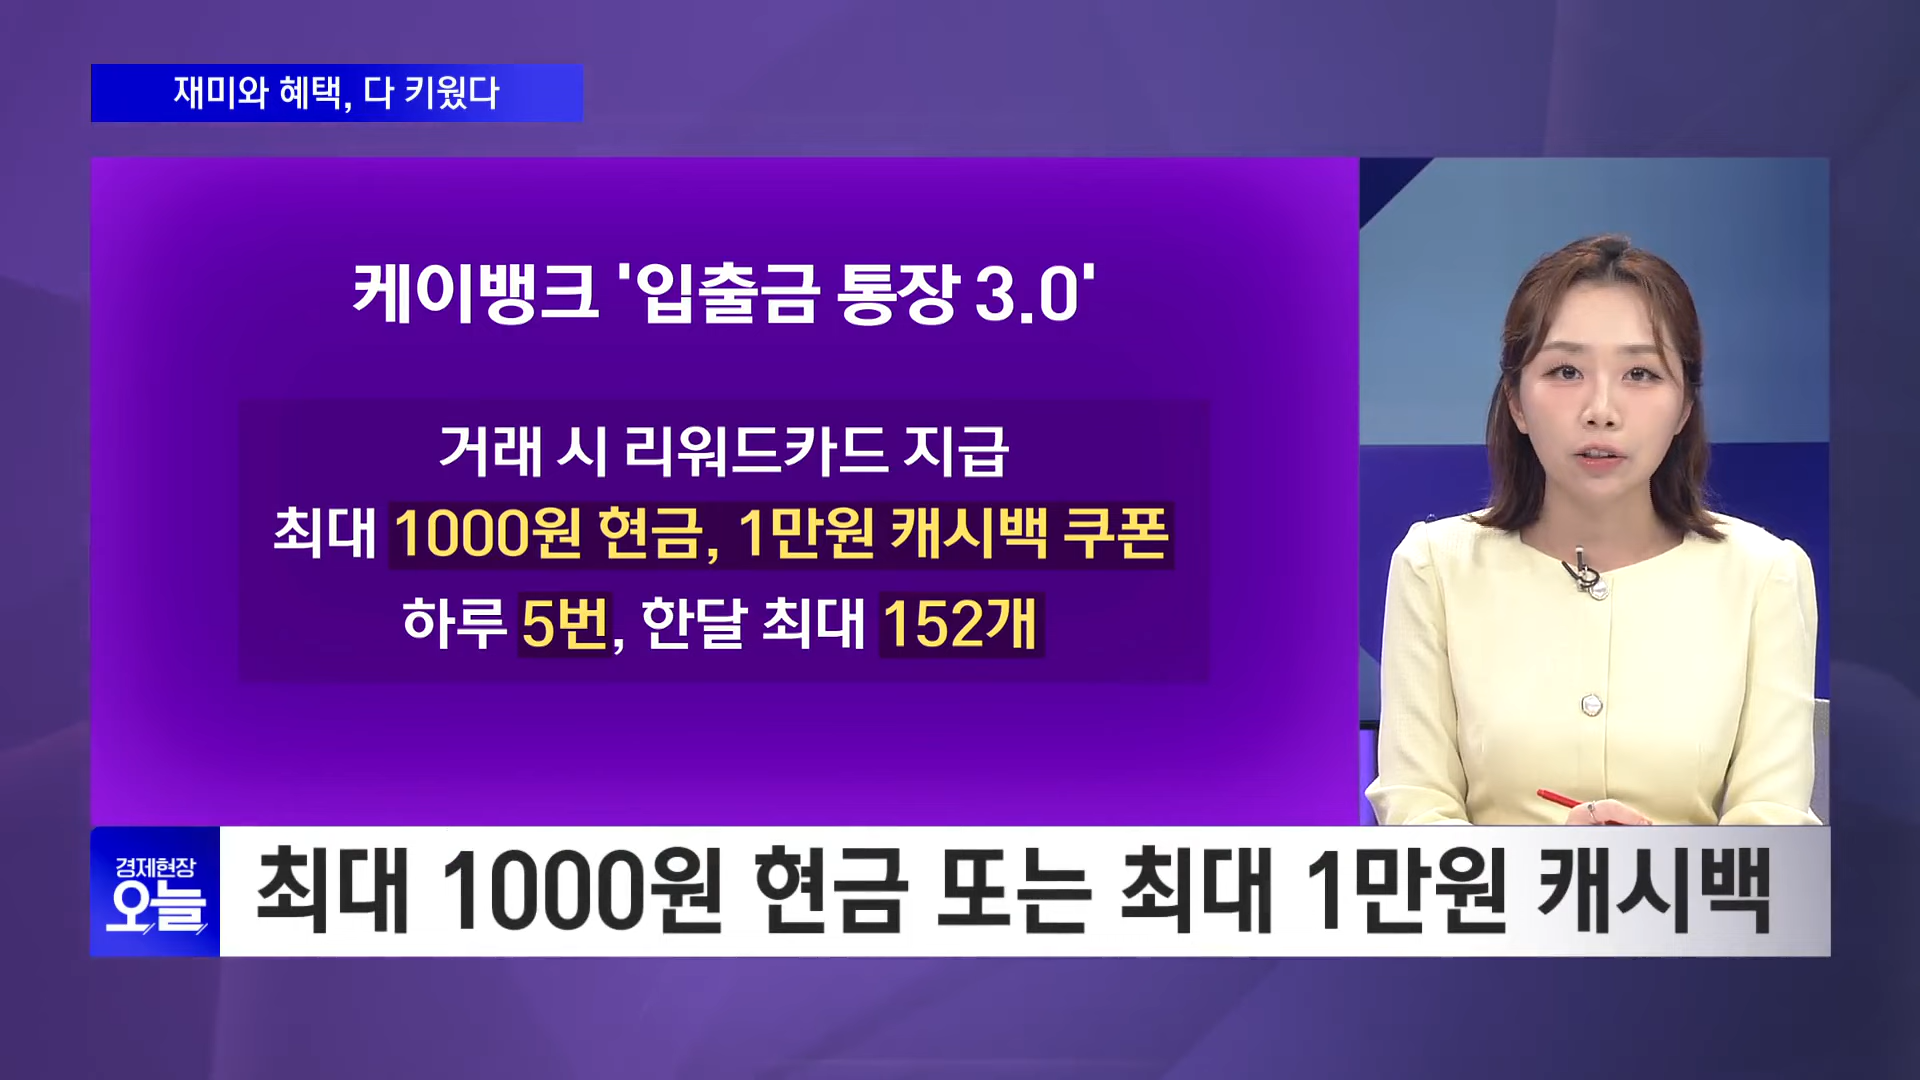 재미와 혜택, 다 키웠다
케이뱅크 '입출금 통장 3.0'
거래 시 리워드카드 지급
최대 1000원 현금, 1만원 캐시백 쿠폰
하루 5번, 한달 최대 152개
경제현장
오늘
최대 1000원 현금 또는 최대 1만원 캐시백